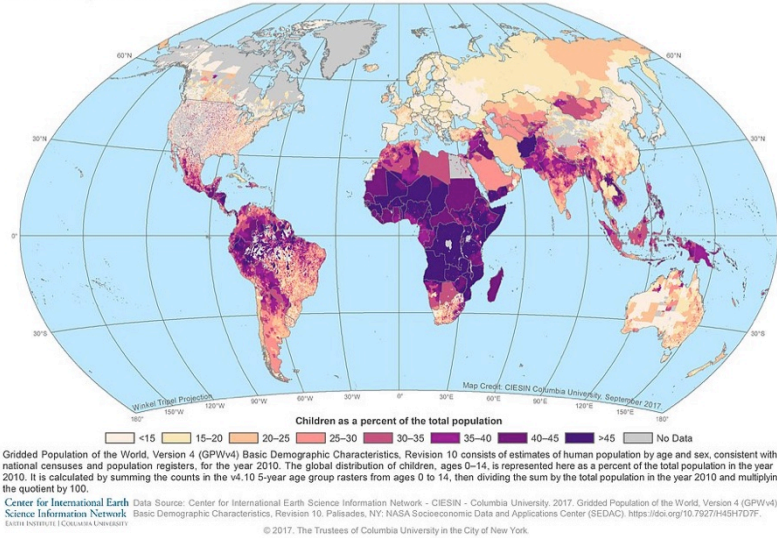 60°N
60°N
30°N
30°N
0°
0°
30°S
30°S
Winkel Tripel Projection
Map Credit: CIESIN Columbia University, September 2017.
180°
150°W
120°W
90°W
60°W
30°W
0°
30°E
60°E
90°E
120°E
150°E
180°
Children as a percent of the total population
<15
15–20
20–25
25–30
30–35
35–40
40–45
>45
No Data
Gridded Population of the World, Version 4 (GPWv4) Basic Demographic Characteristics, Revision 10 consists of estimates of human population by age and sex, consistent with
national censuses and population registers, for the year 2010. The global distribution of children, ages 0–14, is represented here as a percent of the total population in the year
2010. It is calculated by summing the counts in the v4.10 5-year age group rasters from ages 0 to 14, then dividing the sum by the total population in 2010 and multiplyin
the quotient by 100.
Center for International Earth
Science Information Network
EARTH INSTITUTE | COLUMBIA UNIVERSITY
Data Source: Center for International Earth Science Information Network - CIESIN - Columbia University. 2017. Gridded Population of the World, Version 4 (GPWv4)
Basic Demographic Characteristics, Revision 10. Palisades, NY: NASA Socioeconomic Data and Applications Center (SEDAC). https://doi.org/10.7927/H45H7D7F.
© 2017. The Trustees of Columbia University in the City of New York.